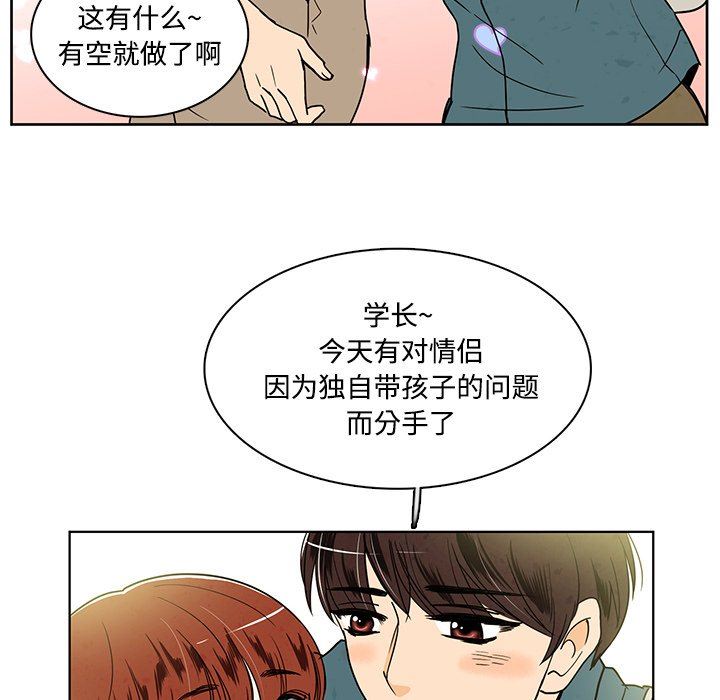 这有什么~
有空就做了啊
学长~
今天有对情侣
因为独自带孩子的问题
而分手了